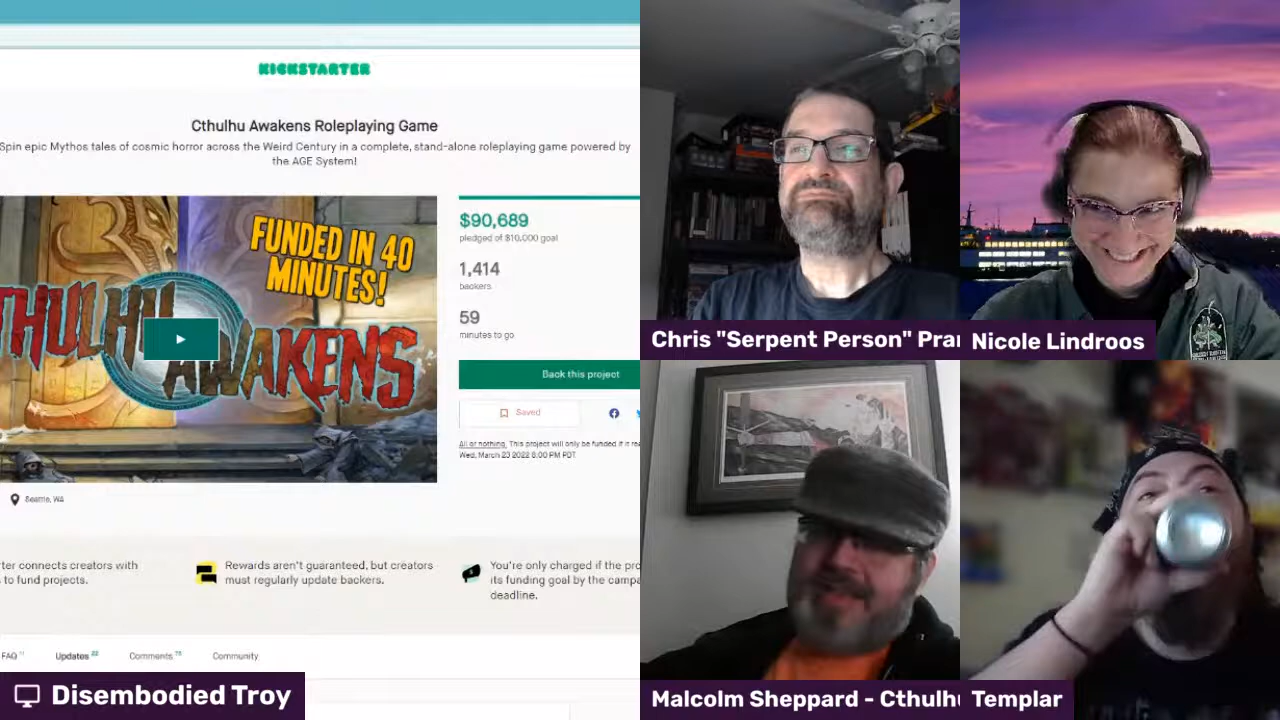 KICKSTARTER
Cthulhu Awakens Roleplaying Game
Spin epic Mythos tales of cosmic horror across the Weird Century in a complete, stand-alone roleplaying game powered by
the AGE System!
FUNDED IN 40
MINUTES!
THULHU
AWAKENS
$90,689
pledged of $10,000 goal
1,414
backers
59
minutes to go
Back this project
Saved
All or nothing. This project will only be funded if it rea
Wed, March 23 2022 6:00 PM PDT.
Seattle, WA
rter connects creators with
to fund projects.
Rewards aren't guaranteed, but creators
must regularly update backers.
You're only charged if the pro
its funding goal by the campa
deadline.
FAQ 11 Updates 22 Comments 75 Community
Disembodied Troy
Chris "Serpent Person" Pra
Nicole Lindroos
Malcolm Sheppard - Cthulh
Templar